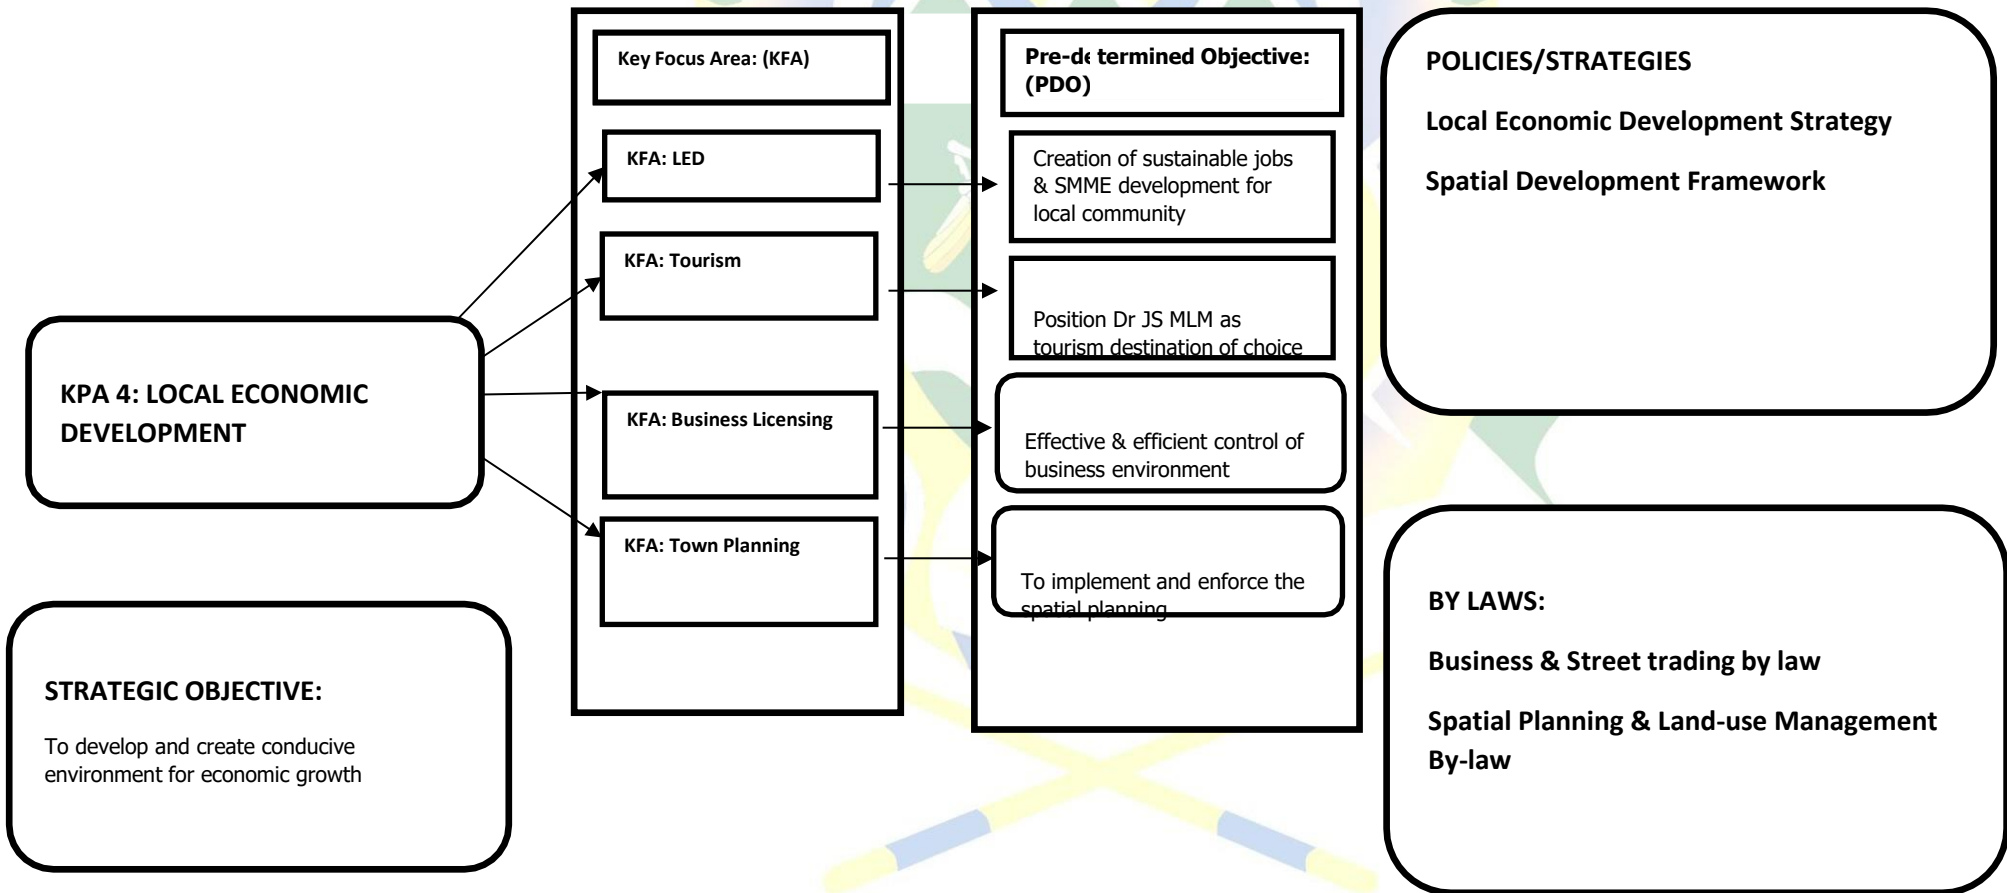 KPA 4: LOCAL ECONOMIC
DEVELOPMENT
STRATEGIC OBJECTIVE:
To develop and create conducive
environment for economic growth
Key Focus Area: (KFA)
KFA: LED
KFA: Tourism
KFA: Business Licensing
KFA: Town Planning
Pre-determined Objective:
(PDO)
Creation of sustainable jobs
& SMME development for
local community
Position Dr JS MLM as
tourism destination of choice
Effective & efficient control of
business environment
To implement and enforce the
spatial planning
POLICIES/STRATEGIES
Local Economic Development Strategy
Spatial Development Framework
BY LAWS:
Business & Street trading by law
Spatial Planning & Land-use Management
By-law